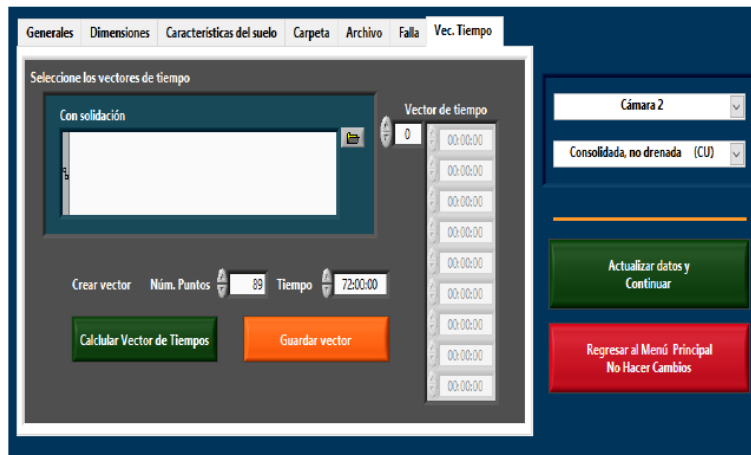 Generales Dimensiones Características del suelo Carpeta Archivo Falla Vec. Tiempo
Seleccione los vectores de tiempo
Con solidación
Vector de tiempo
0
00:00:00
00:00:00
00:00:00
00:00:00
00:00:00
00:00:00
00:00:00
00:00:00
00:00:00
Crear vector Núm. Puntos 89 Tiempo 72:00:00
Calclular Vector de Tiempos
Guardar vector
Cámara 2
Consolidada, no drenada (CU)
Actualizar datos y
Continuar
Regresar al Menú Principal
No Hacer Cambios